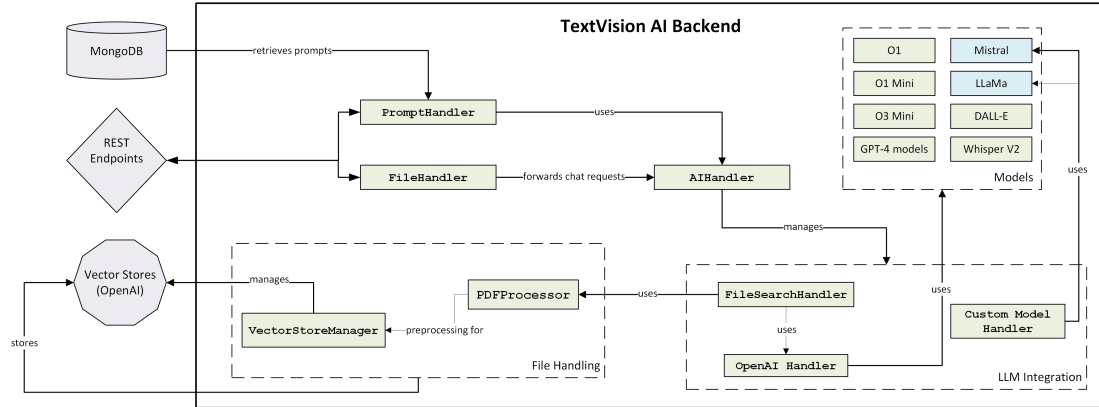 TextVision AI Backend
MongoDB
retrieves prompts
O1
Mistral
O1 Mini
LLaMa
PromptHandler
uses
O3 Mini
DALL-E
REST
Endpoints
GPT-4 models
Whisper V2
FileHandler
forwards chat requests
AIHandler
Models
uses
manages
Vector Stores
(OpenAI)
manages
PDFProcessor
uses
FileSearchHandler
uses
VectorStoreManager
preprocessing for
uses
Custom Model
Handler
stores
File Handling
OpenAI Handler
LLM Integration